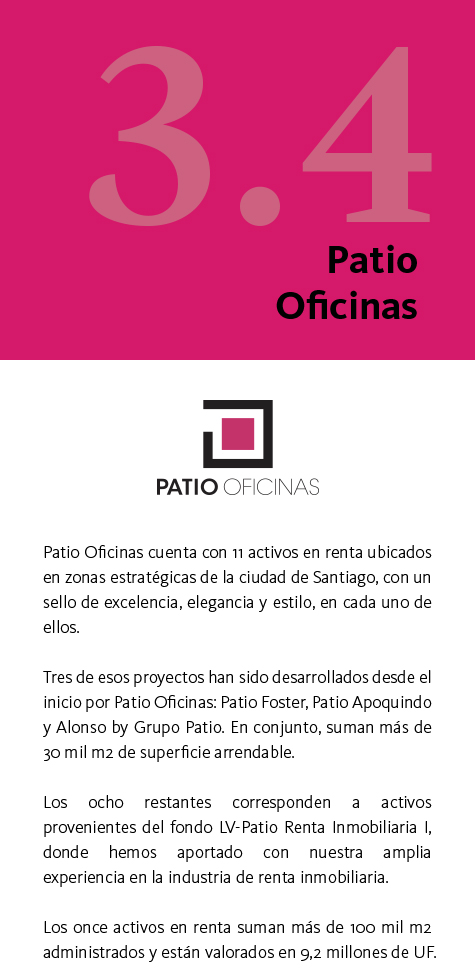 3.4
Patio
Oficinas
PATIO OFICINAS
Patio Oficinas cuenta con 11 activos en renta ubicados
en zonas estratégicas de la ciudad de Santiago, con un
sello de excelencia, elegancia y estilo, en cada uno de
ellos.
Tres de esos proyectos han sido desarrollados desde el
inicio por Patio Oficinas: Patio Foster, Patio Apoquindo
y Alonso by Grupo Patio. En conjunto, suman más de
30 mil m2 de superficie arrendable.
Los ocho restantes corresponden a activos
provenientes del fondo LV-Patio Renta Inmobiliaria I,
donde hemos aportado con nuestra amplia
experiencia en la industria de renta inmobiliaria.
Los once activos en renta suman más de 100 mil m2
administrados y están valorados en 9,2 millones de UF.